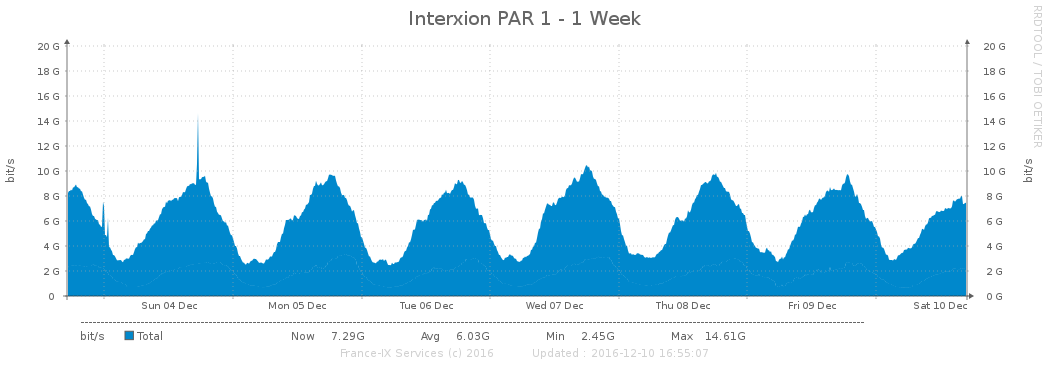 Interxion PAR 1 - 1 Week
RRDTOOL / TOBI OETIKER
20 G 20 G
18 G 18 G
16 G 16 G
14 G 14 G
12 G 12 G
10 G 10 G
8 G 8 G
6 G 6 G
4 G 4 G
2 G 2 G
0 0 G
bit/s bit/s
Sun 04 Dec Mon 05 Dec Tue 06 Dec Wed 07 Dec Thu 08 Dec Fri 09 Dec Sat 10 Dec
bit/s Total Now 7.29G Avg 6.03G Min 2.45G Max 14.61G
France-IX Services (c) 2016 Updated : 2016-12-10 16:55:07